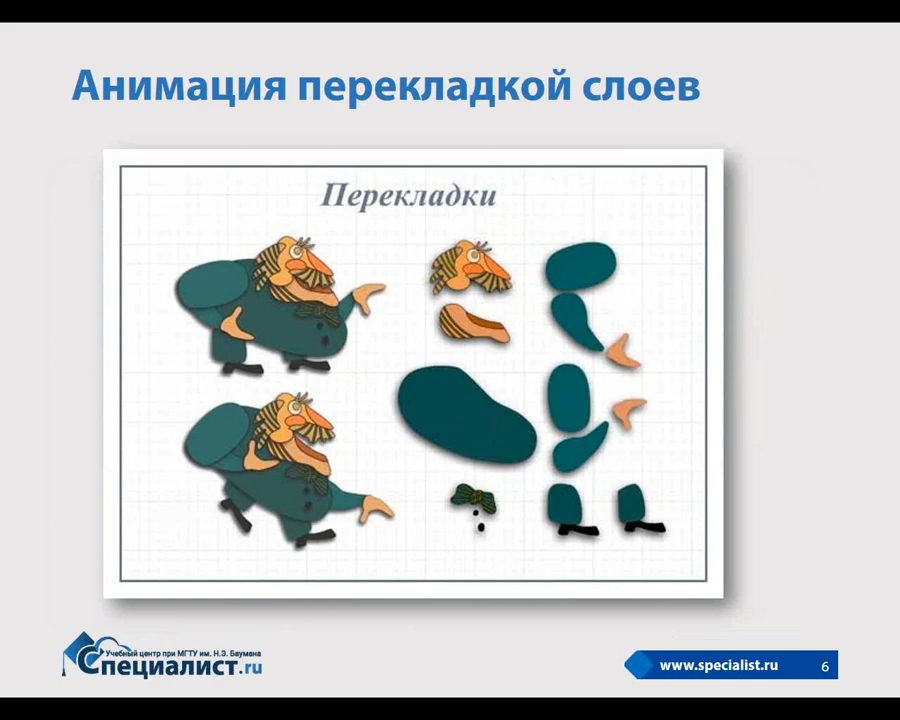 Анимация перекладкой слоев
Перекладки
Учебный центр при МГТУ им. Н.Э. Баумана
Специалист.ru
www.specialist.ru 6